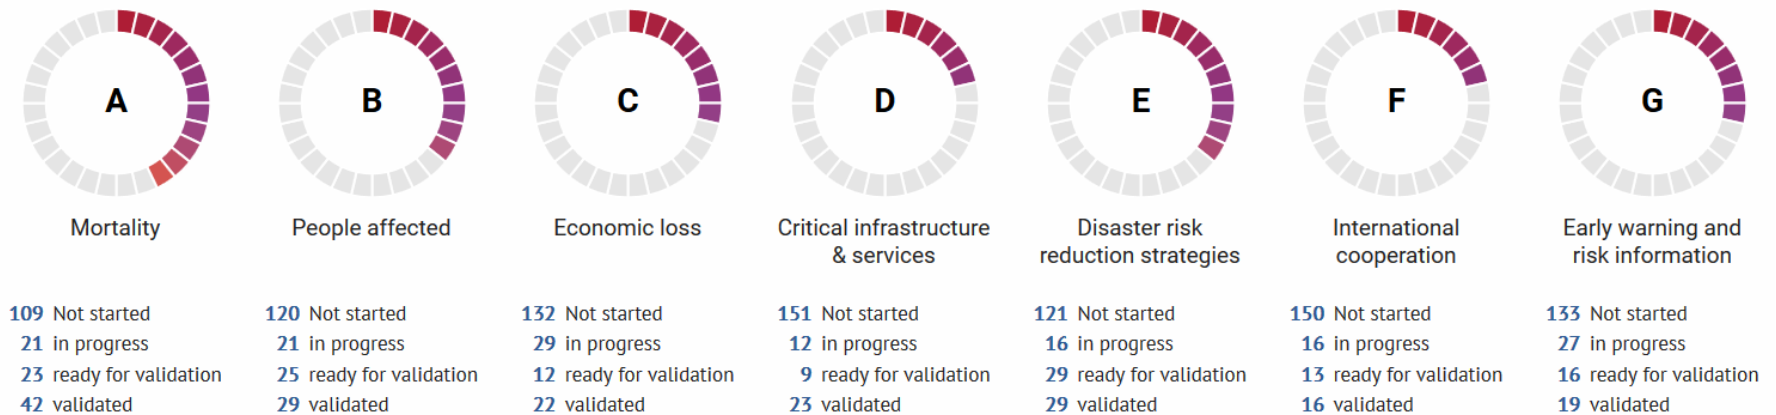 A
Mortality
109 Not started
21 in progress
23 ready for validation
42 validated
B
People affected
120 Not started
21 in progress
25 ready for validation
29 validated
C
Economic loss
132 Not started
29 in progress
12 ready for validation
22 validated
D
Critical infrastructure
& services
151 Not started
12 in progress
9 ready for validation
23 validated
E
Disaster risk
reduction strategies
121 Not started
16 in progress
29 ready for validation
29 validated
F
International
cooperation
150 Not started
16 in progress
13 ready for validation
16 validated
G
Early warning and
risk information
133 Not started
27 in progress
16 ready for validation
19 validated